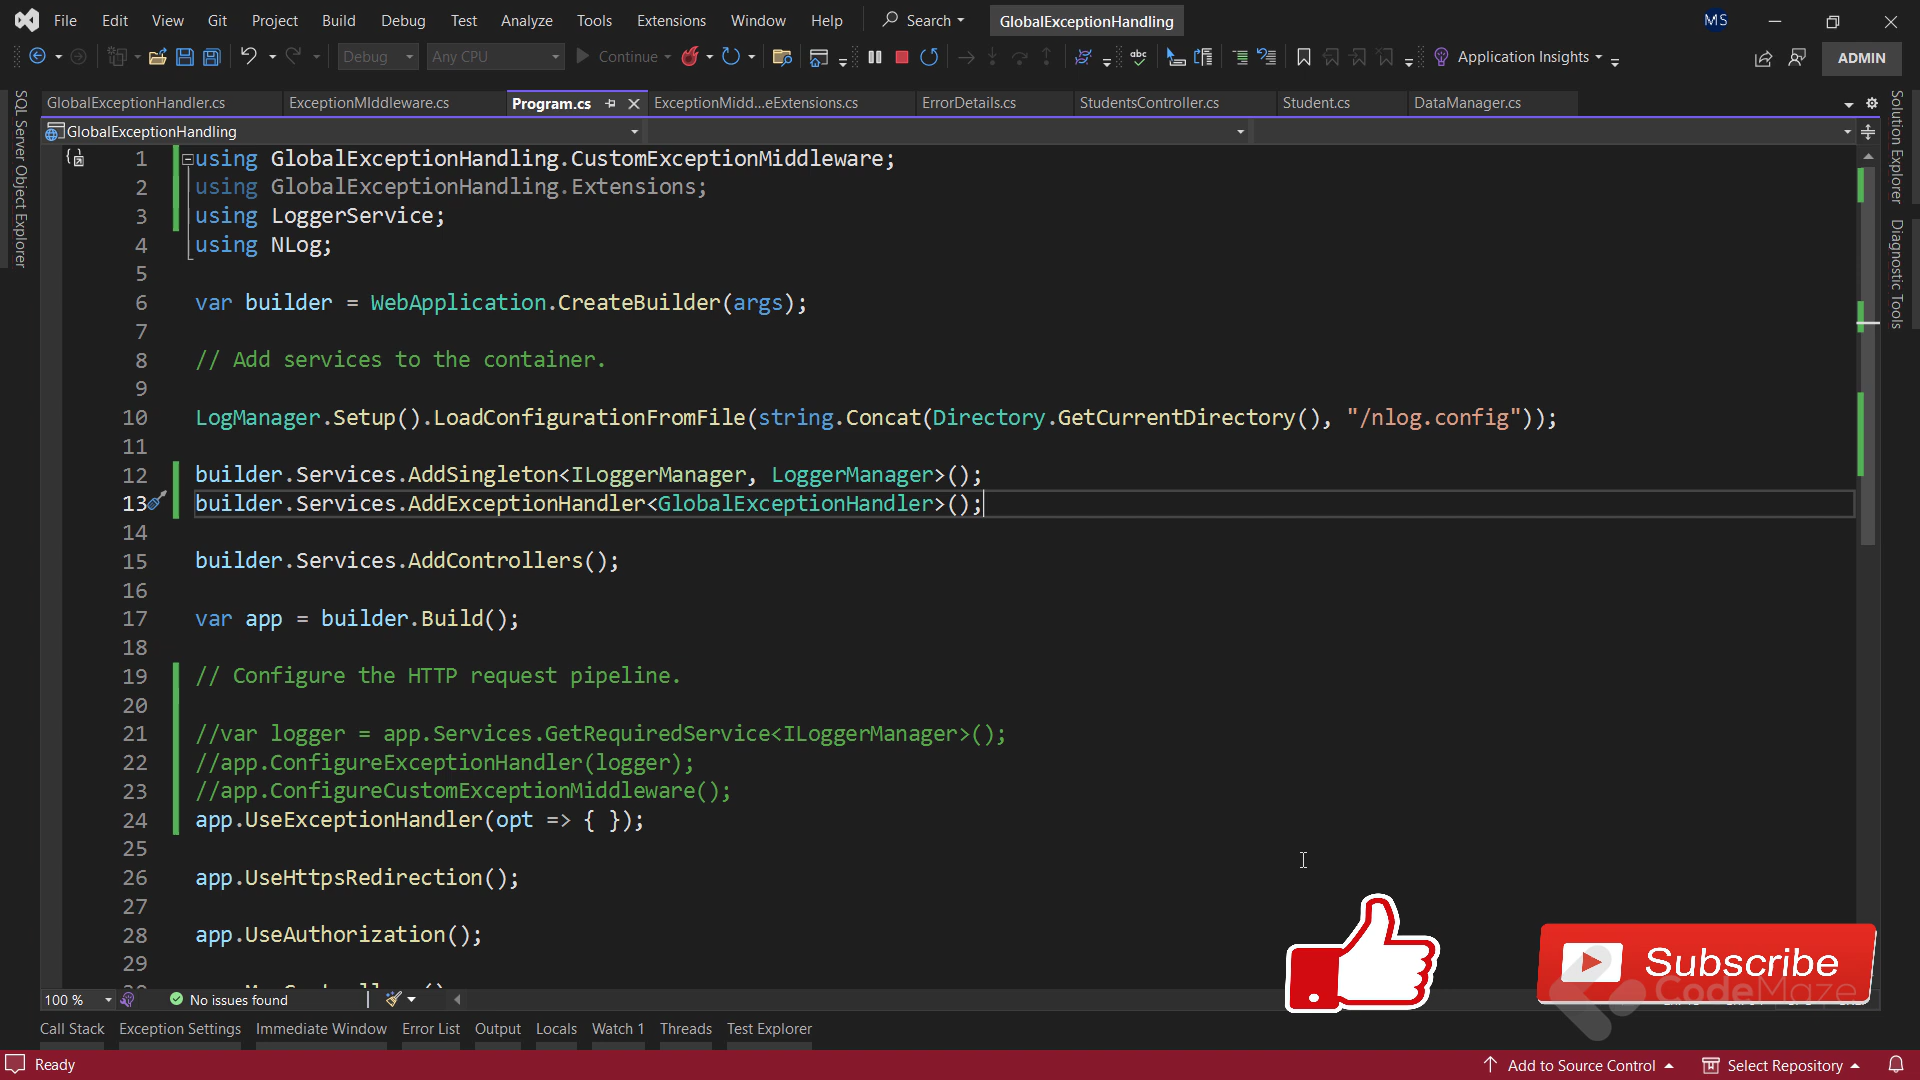 File Edit View Git Project Build Debug Test Analyze Tools Extensions Window Help Search GlobalExceptionHandling MS
Debug Any CPU Continue Application Insights ADMIN
GlobalExceptionHandler.cs ExceptionMIddleware.cs Program.cs ExceptionMidd...eExtensions.cs ErrorDetails.cs StudentsController.cs Student.cs DataManager.cs
GlobalExceptionHandling
SQL Server Object Explorer
Solution Explorer
Diagnostic Tools
1 using GlobalExceptionHandling.CustomExceptionMiddleware;
2 using GlobalExceptionHandling.Extensions;
3 using LoggerService;
4 using NLog;
5
6 var builder = WebApplication.CreateBuilder(args);
7
8 // Add services to the container.
9
10 LogManager.Setup().LoadConfigurationFromFile(string.Concat(Directory.GetCurrentDirectory(), "/nlog.config"));
11
12 builder.Services.AddSingleton<ILoggerManager, LoggerManager>();
13 builder.Services.AddExceptionHandler<GlobalExceptionHandler>();
14
15 builder.Services.AddControllers();
16
17 var app = builder.Build();
18
19 // Configure the HTTP request pipeline.
20
21 //var logger = app.Services.GetRequiredService<ILoggerManager>();
22 //app.ConfigureExceptionHandler(logger);
23 //app.ConfigureCustomExceptionMiddleware();
24 app.UseExceptionHandler(opt => { });
25
26 app.UseHttpsRedirection();
27
28 app.UseAuthorization();
29
Subscribe
CodeMaze
100 % No issues found
Call Stack Exception Settings Immediate Window Error List Output Locals Watch 1 Threads Test Explorer
Ready Add to Source Control Select Repository